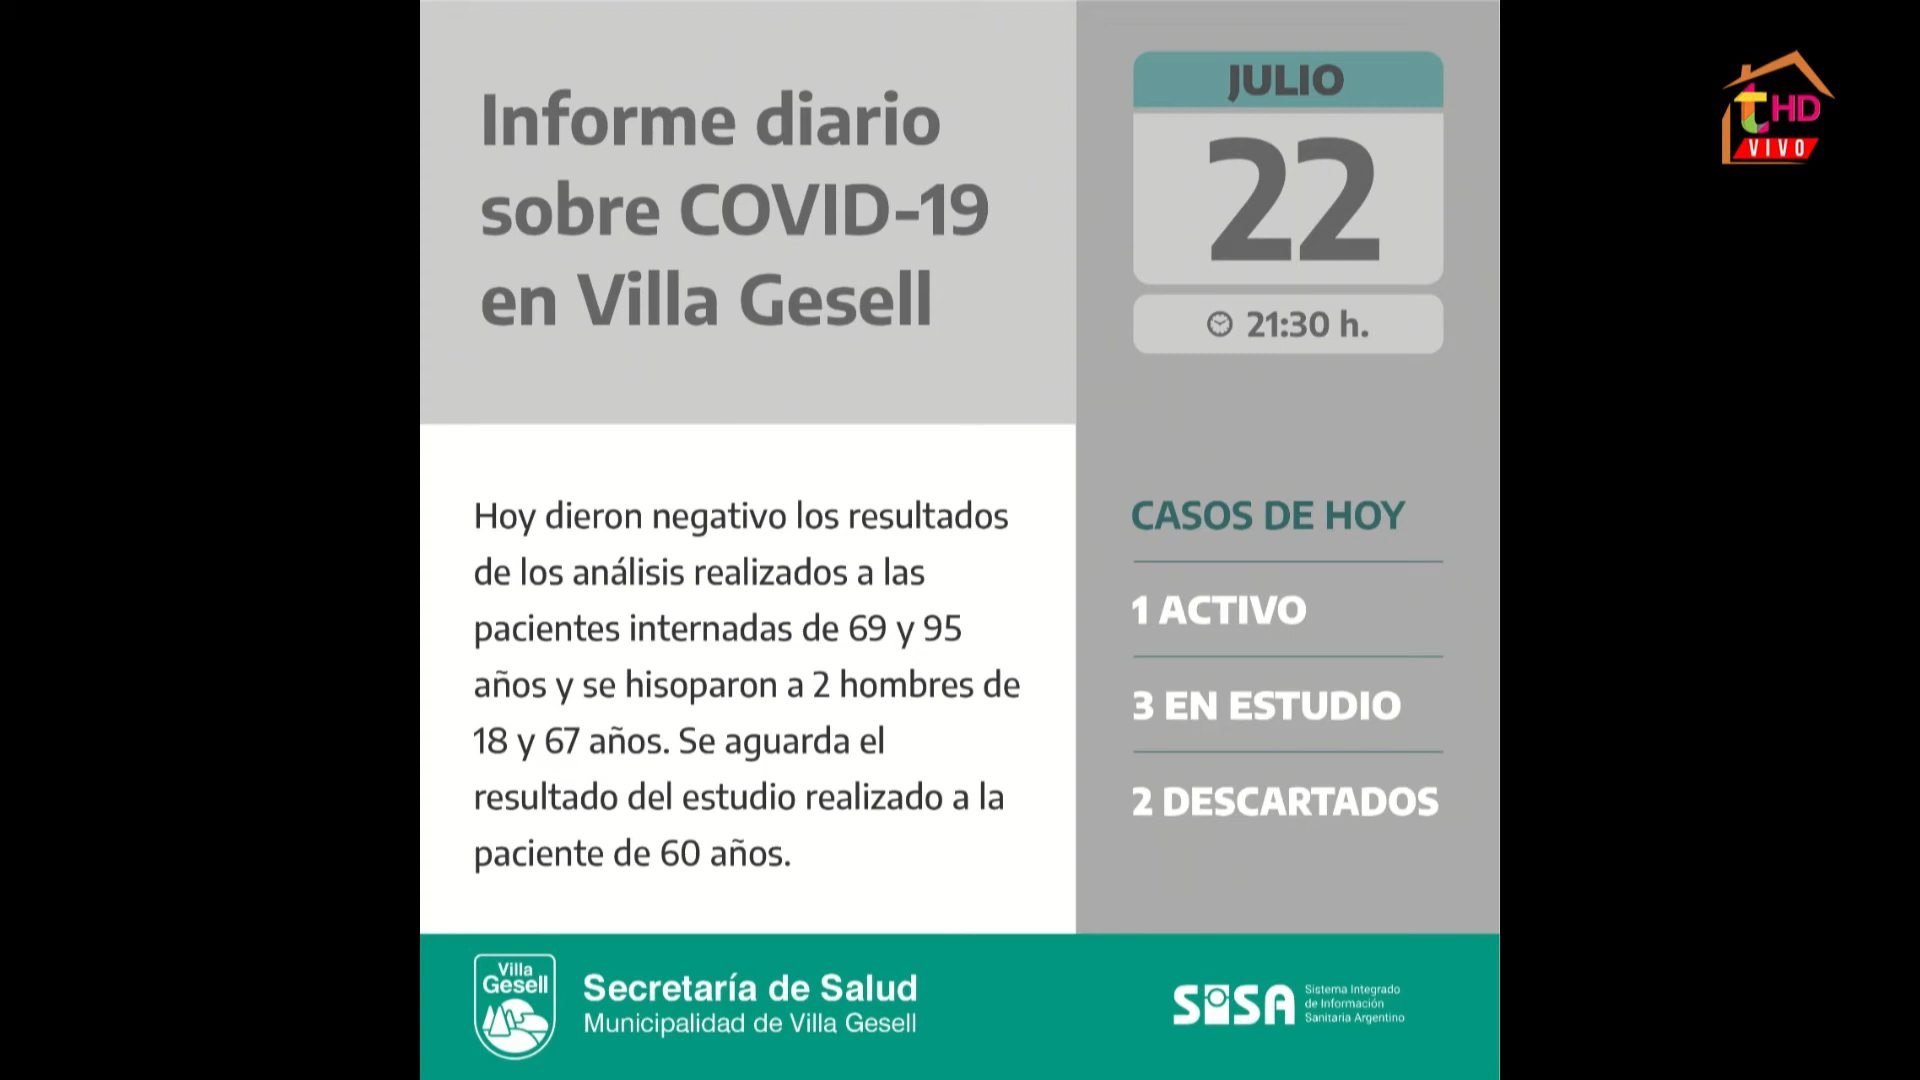 Informe diario
sobre COVID-19
en Villa Gesell
JULIO
22
21:30 h.
Hoy dieron negativo los resultados
de los análisis realizados a las
pacientes internadas de 69 y 95
años y se hisoparon a 2 hombres de
18 y 67 años. Se aguarda el
resultado del estudio realizado a la
paciente de 60 años.
CASOS DE HOY
1 ACTIVO
3 EN ESTUDIO
2 DESCARTADOS
Villa
Gesell
Secretaría de Salud
Municipalidad de Villa Gesell
SISA
Sistema Integrado
de Información
Sanitaria Argentino
t HD
VIVO